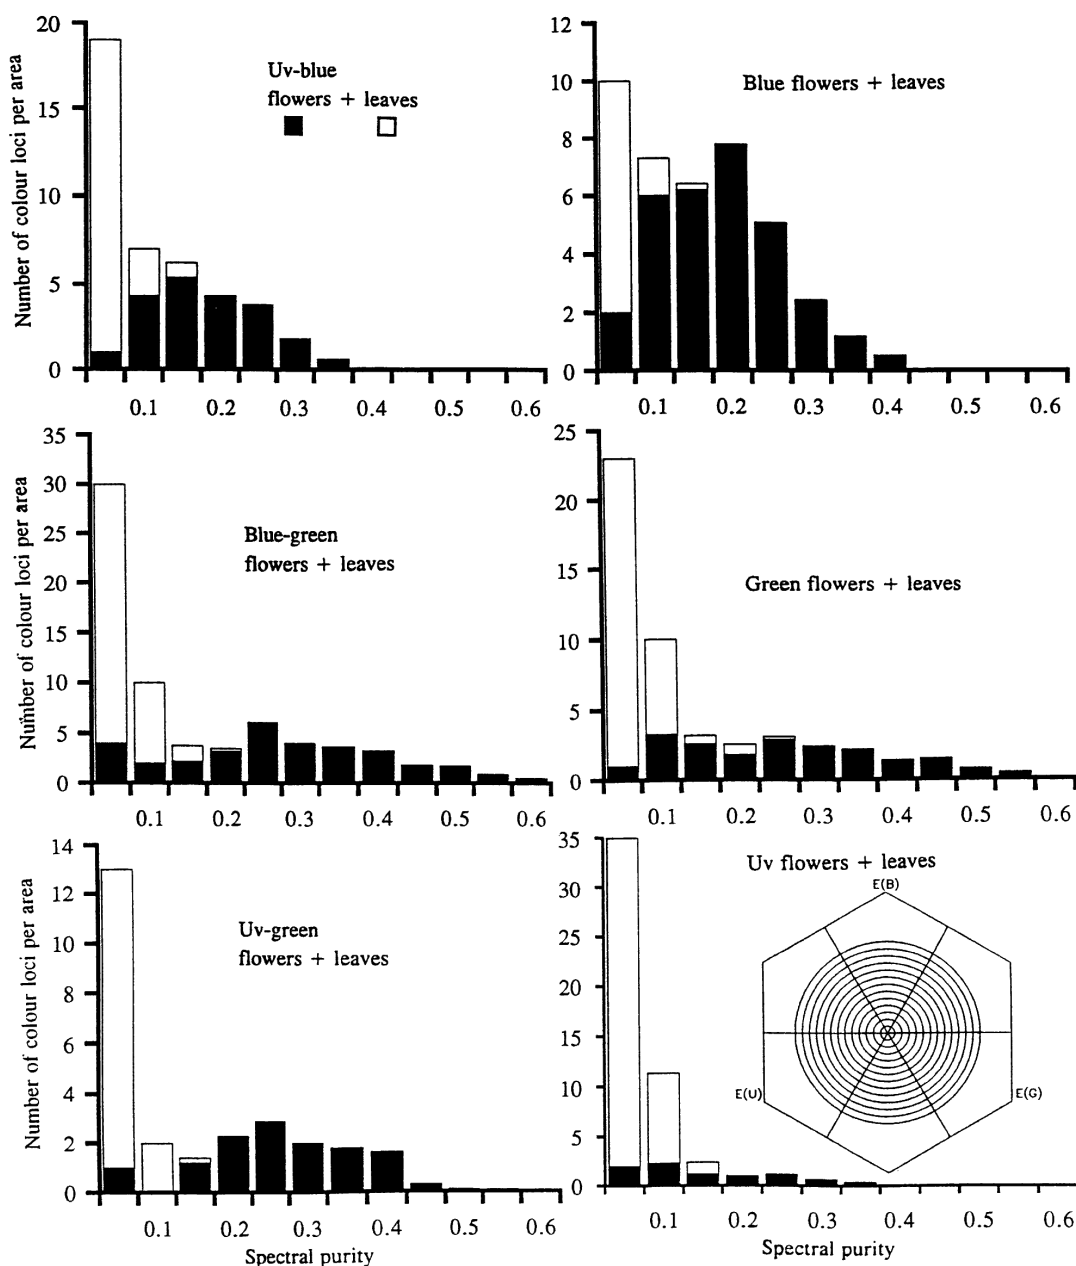 Number of colour loci per area
20
15
10
5
0
Uv-blue
flowers + leaves
0.1 0.2 0.3 0.4 0.5 0.6
12
10
8
6
4
2
0
Blue flowers + leaves
0.1 0.2 0.3 0.4 0.5 0.6
Number of colour loci per area
35
30
25
20
15
10
5
0
Blue-green
flowers + leaves
0.1 0.2 0.3 0.4 0.5 0.6
25
20
15
10
5
0
Green flowers + leaves
0.1 0.2 0.3 0.4 0.5 0.6
Number of colour loci per area
14
12
10
8
6
4
2
0
Uv-green
flowers + leaves
0.1 0.2 0.3 0.4 0.5 0.6
Spectral purity
35
30
25
20
15
10
5
0
Uv flowers + leaves
E(B)
E(U)
E(G)
0.1 0.2 0.3 0.4 0.5 0.6
Spectral purity